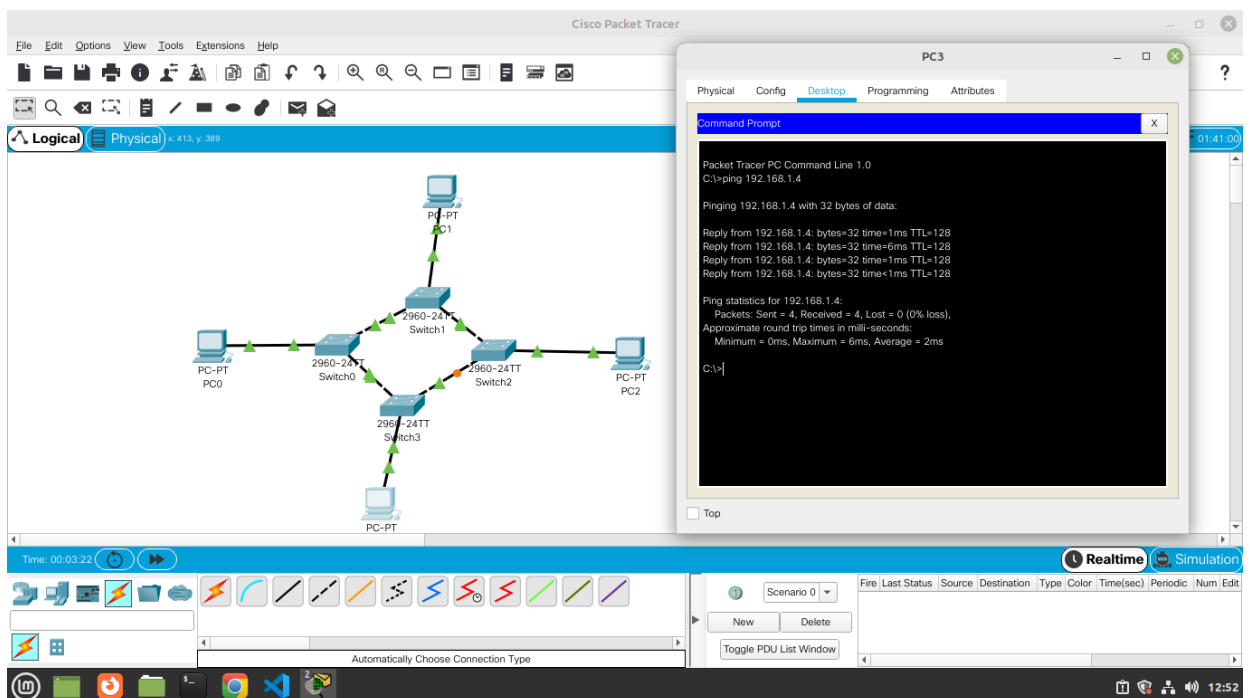 Cisco Packet Tracer
File Edit Options View Tools Extensions Help
?
Logical Physical x: 413, y: 389
01:41:00
PC3
Physical Config Desktop Programming Attributes
Command Prompt
X
Packet Tracer PC Command Line 1.0
C:\>ping 192.168.1.4
Pinging 192.168.1.4 with 32 bytes of data:
Reply from 192.168.1.4: bytes=32 time=1ms TTL=128
Reply from 192.168.1.4: bytes=32 time=6ms TTL=128
Reply from 192.168.1.4: bytes=32 time=1ms TTL=128
Reply from 192.168.1.4: bytes=32 time<1ms TTL=128
Ping statistics for 192.168.1.4:
Packets: Sent = 4, Received = 4, Lost = 0 (0% loss),
Approximate round trip times in milli-seconds:
Minimum = 0ms, Maximum = 6ms, Average = 2ms
C:\>
Top
PC-PT
PC1
2960-24TT
Switch1
PC-PT
PC0
2960-24TT
Switch0
2960-24TT
Switch2
PC-PT
PC2
2960-24TT
Switch3
PC-PT
Time: 00:03:22
Realtime Simulation
Automatically Choose Connection Type
Scenario 0
New Delete
Toggle PDU List Window
Fire Last Status Source Destination Type Color Time(sec) Periodic Num Edit
2
12:52